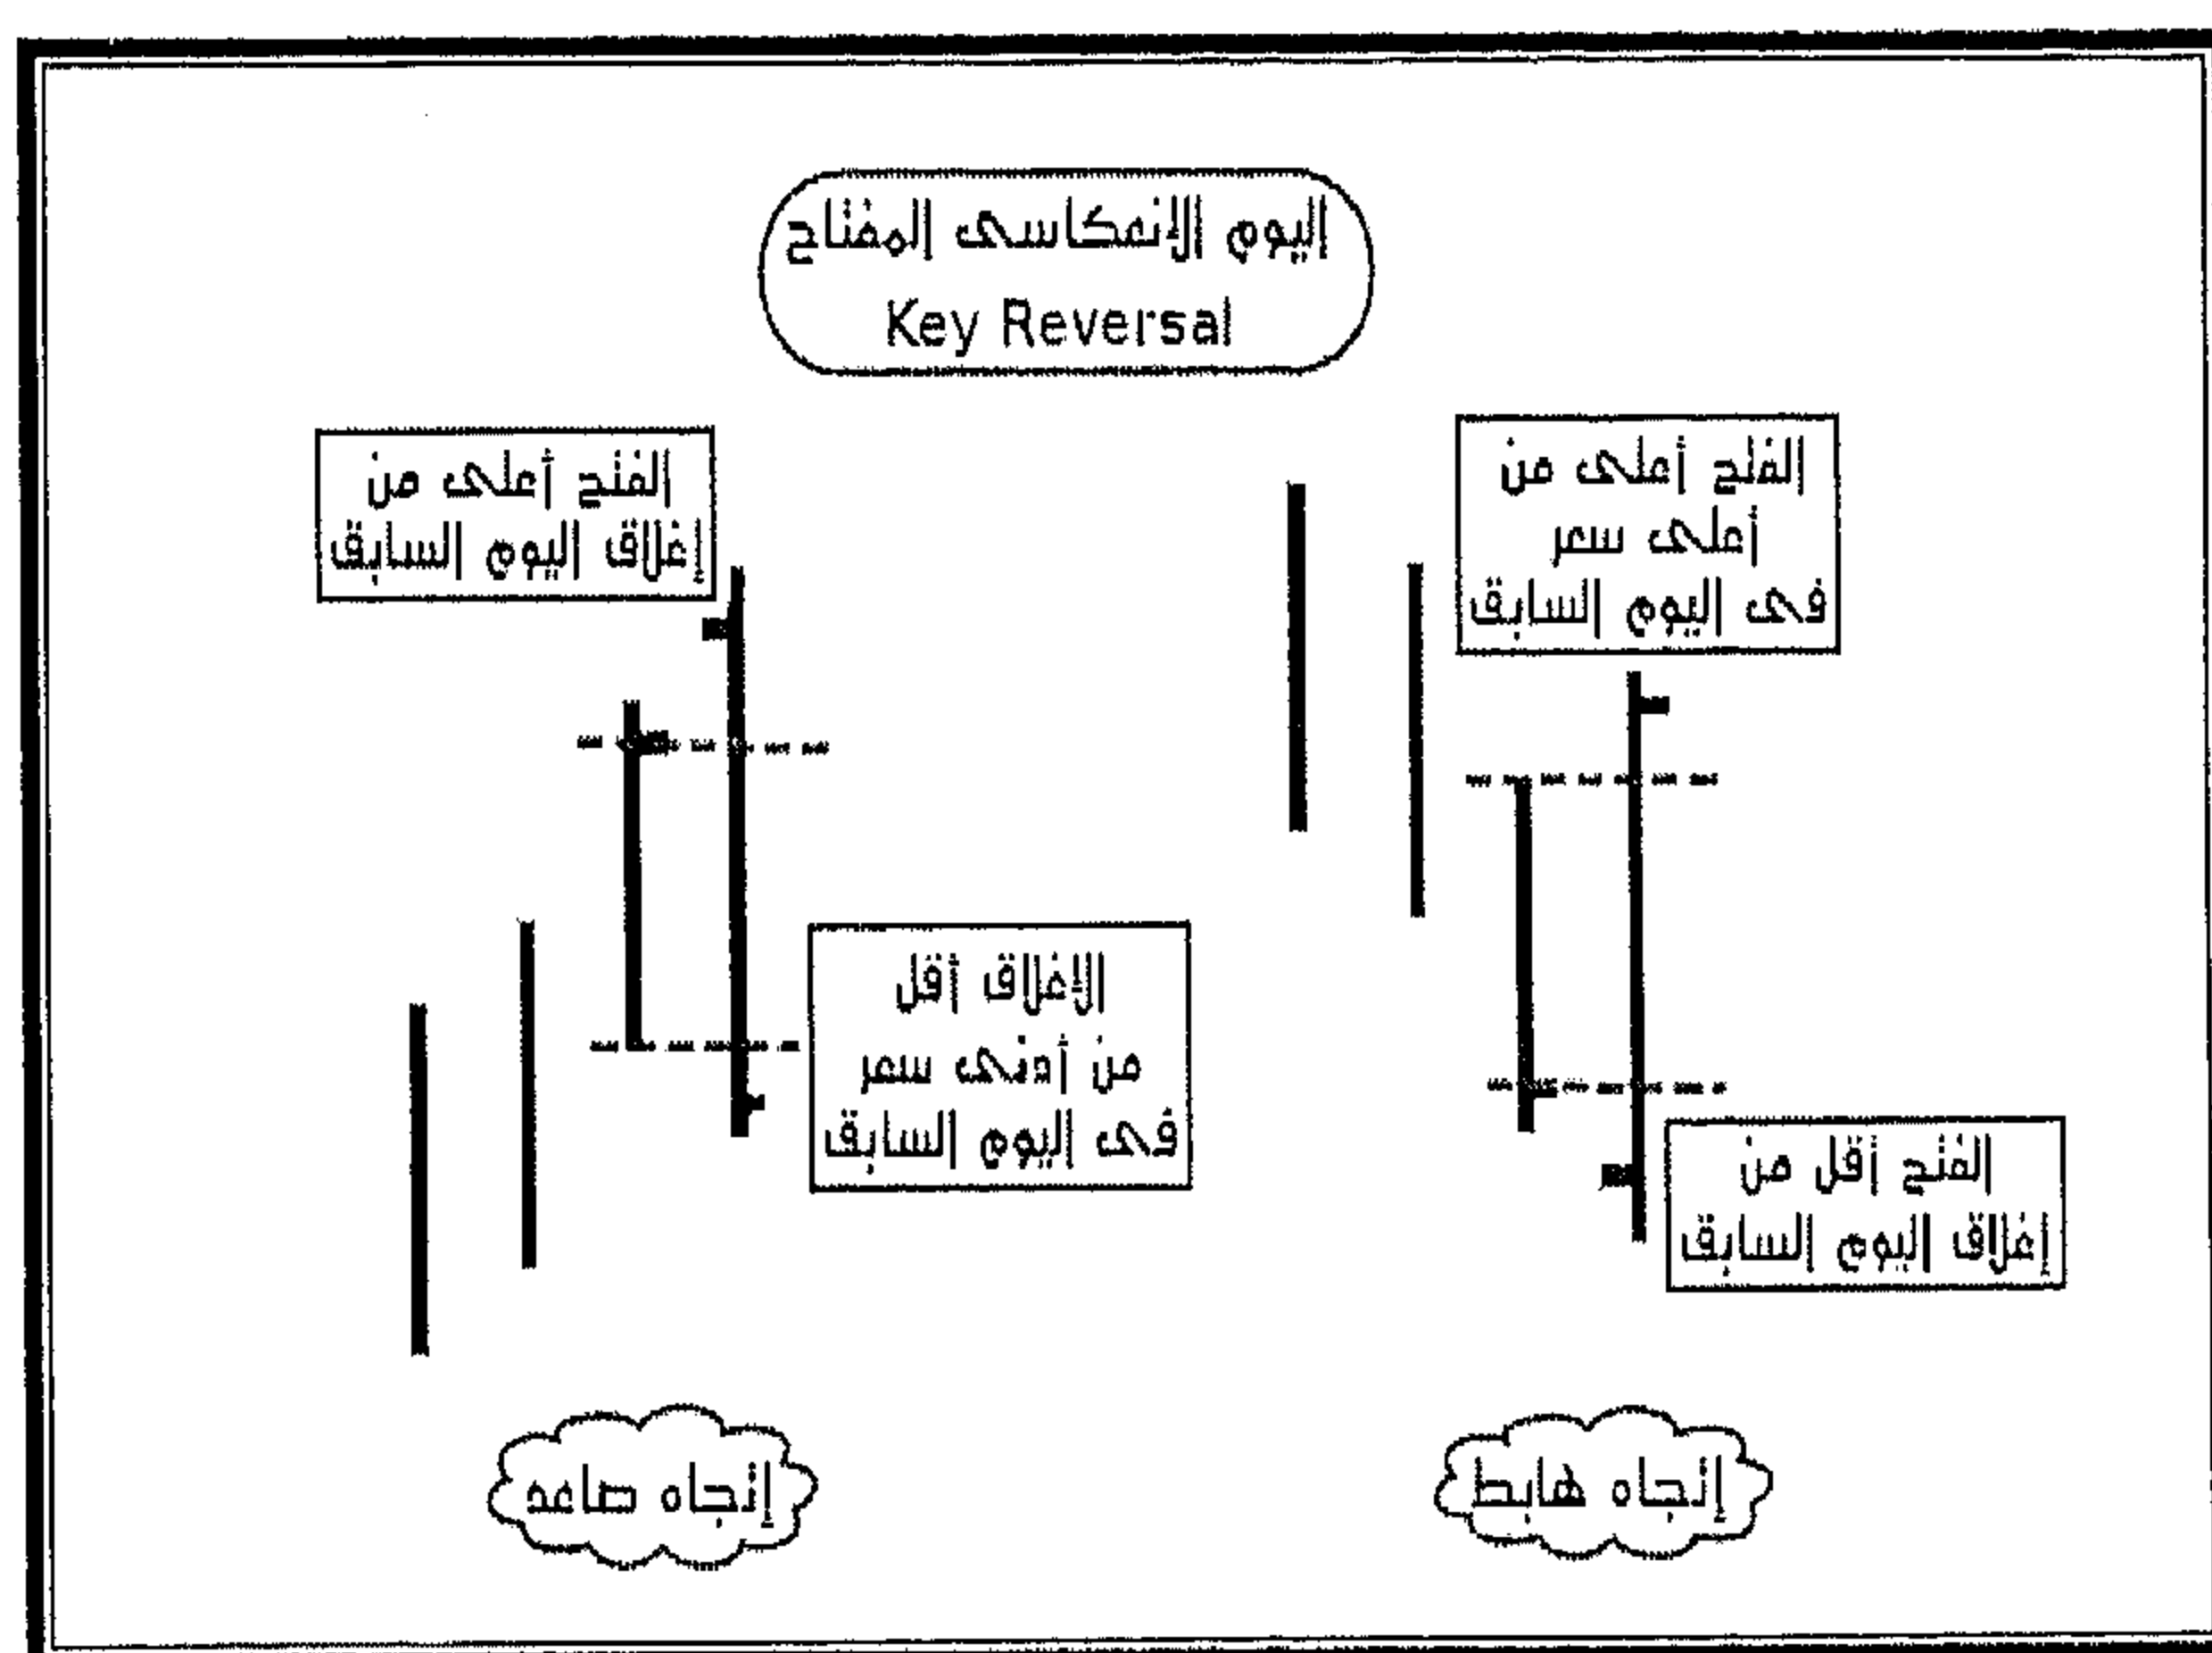 اليوم الإنعكاسى المفتاح
Key Reversal
الفتح أعلى من
أعلى سعر
فى اليوم السابق
الفتح أعلى من
إغلاق اليوم السابق
الإغلاق أقل
من أدنى سعر
فى اليوم السابق
الفتح أقل من
إغلاق اليوم السابق
إتجاه هابط
إتجاه صاعد